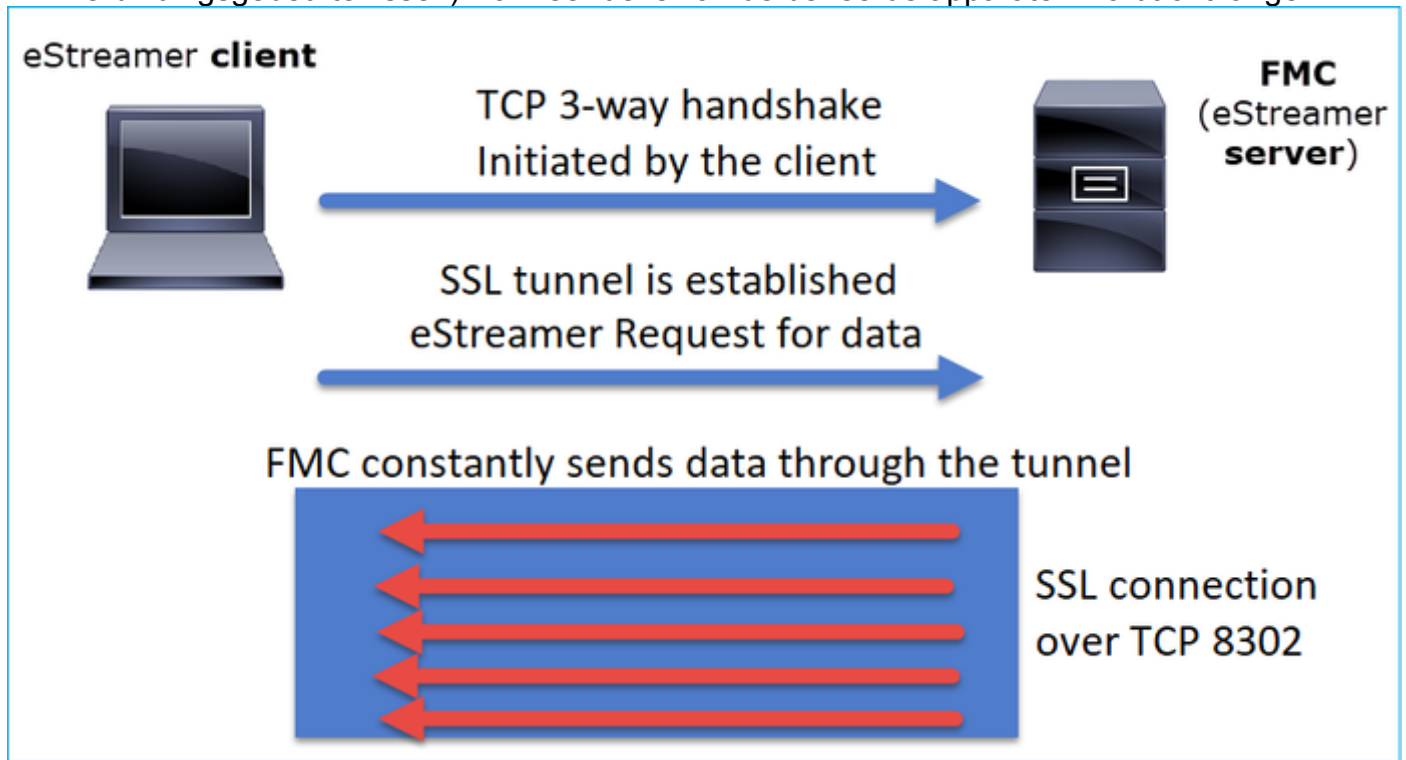 eStreamer client
TCP 3-way handshake
Initiated by the client
FMC
(eStreamer
server)
SSL tunnel is established
eStreamer Request for data
FMC constantly sends data through the tunnel
SSL connection
over TCP 8302